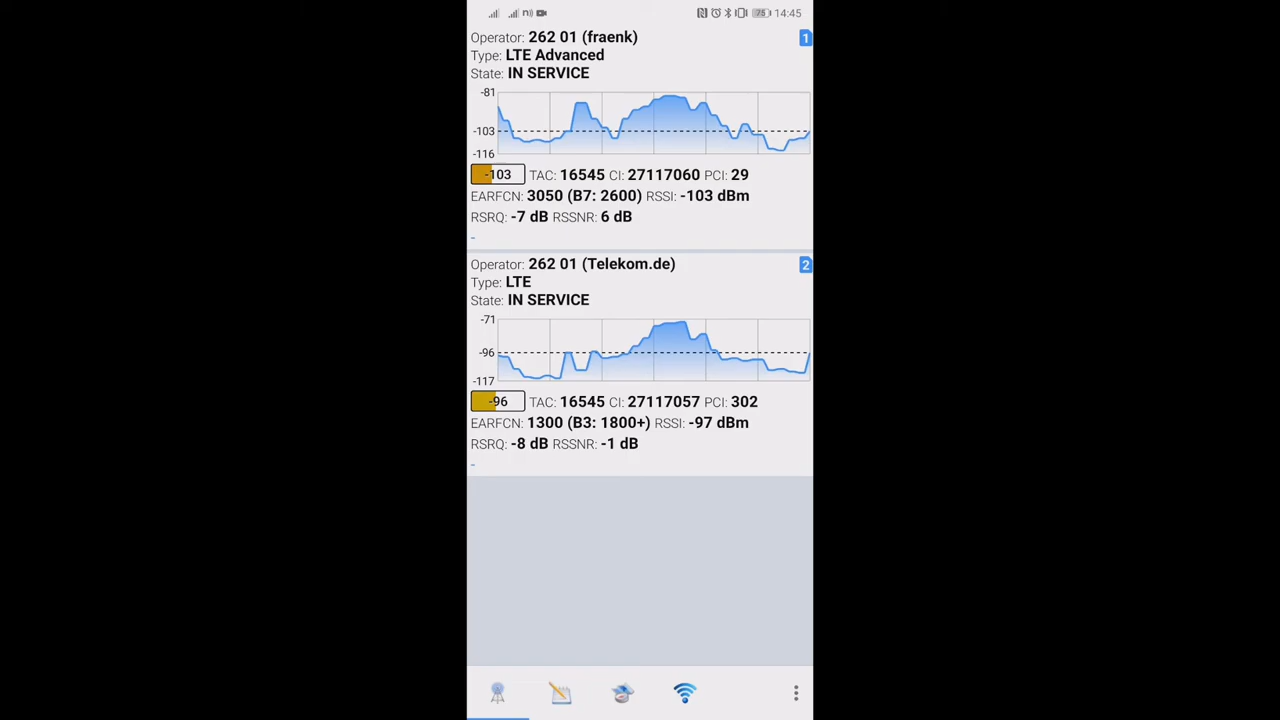 75 14:45
Operator: 262 01 (fraenk) 1
Type: LTE Advanced
State: IN SERVICE
-81
-103
-116
-103 TAC: 16545 CI: 27117060 PCI: 29
EARFCN: 3050 (B7: 2600) RSSI: -103 dBm
RSRQ: -7 dB RSSNR: 6 dB
-
Operator: 262 01 (Telekom.de) 2
Type: LTE
State: IN SERVICE
-71
-96
-117
-96 TAC: 16545 CI: 27117057 PCI: 302
EARFCN: 1300 (B3: 1800+) RSSI: -97 dBm
RSRQ: -8 dB RSSNR: -1 dB
-